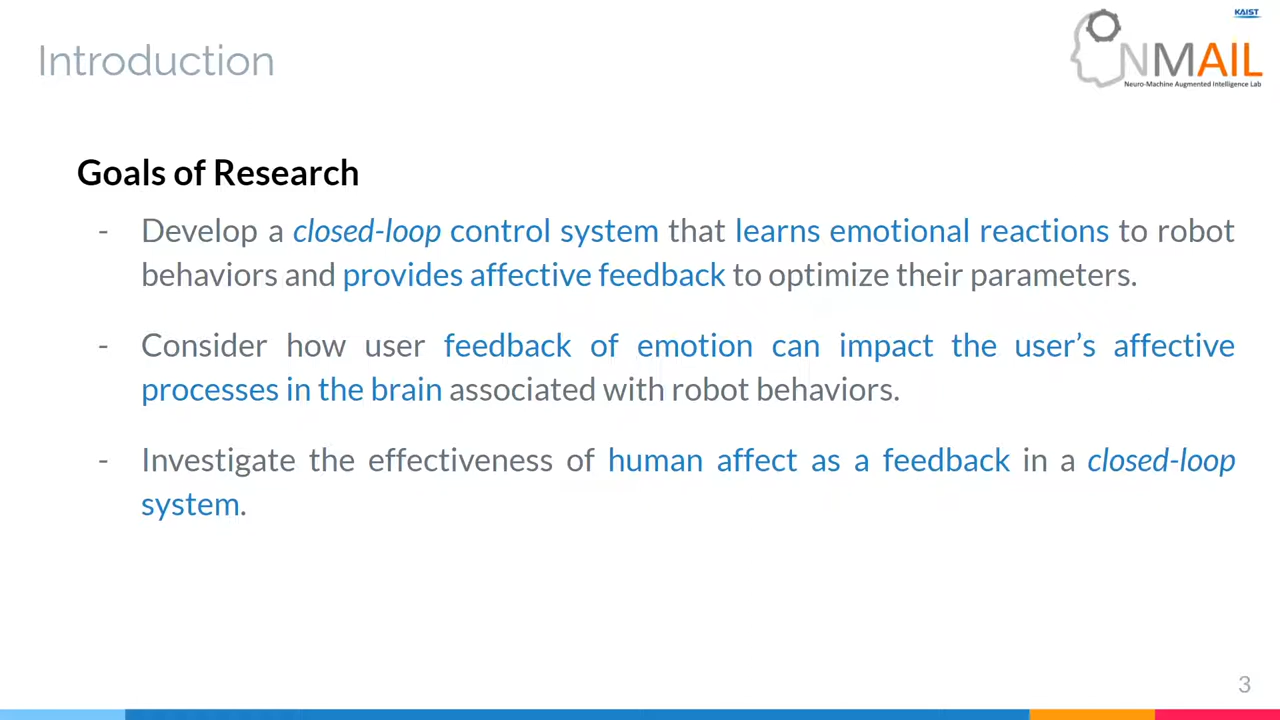 KAIST
Introduction
NMAIL
Neuro-Machine Augmented Intelligence Lab
Goals of Research
- Develop a closed-loop control system that learns emotional reactions to robot
behaviors and provides affective feedback to optimize their parameters.
- Consider how user feedback of emotion can impact the user’s affective
processes in the brain associated with robot behaviors.
- Investigate the effectiveness of human affect as a feedback in a closed-loop
system.
3